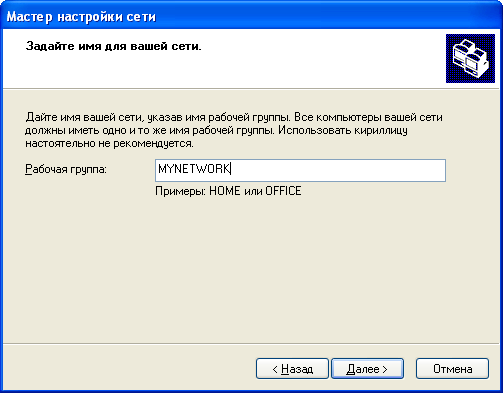 Мастер настройки сети
Задайте имя для вашей сети.
Дайте имя вашей сети, указав имя рабочей группы. Все компьютеры вашей сети
должны иметь одно и то же имя рабочей группы. Использовать кириллицу
настоятельно не рекомендуется.
Рабочая группа: MYNETWORK
Примеры: HOME или OFFICE
< Назад Далее > Отмена